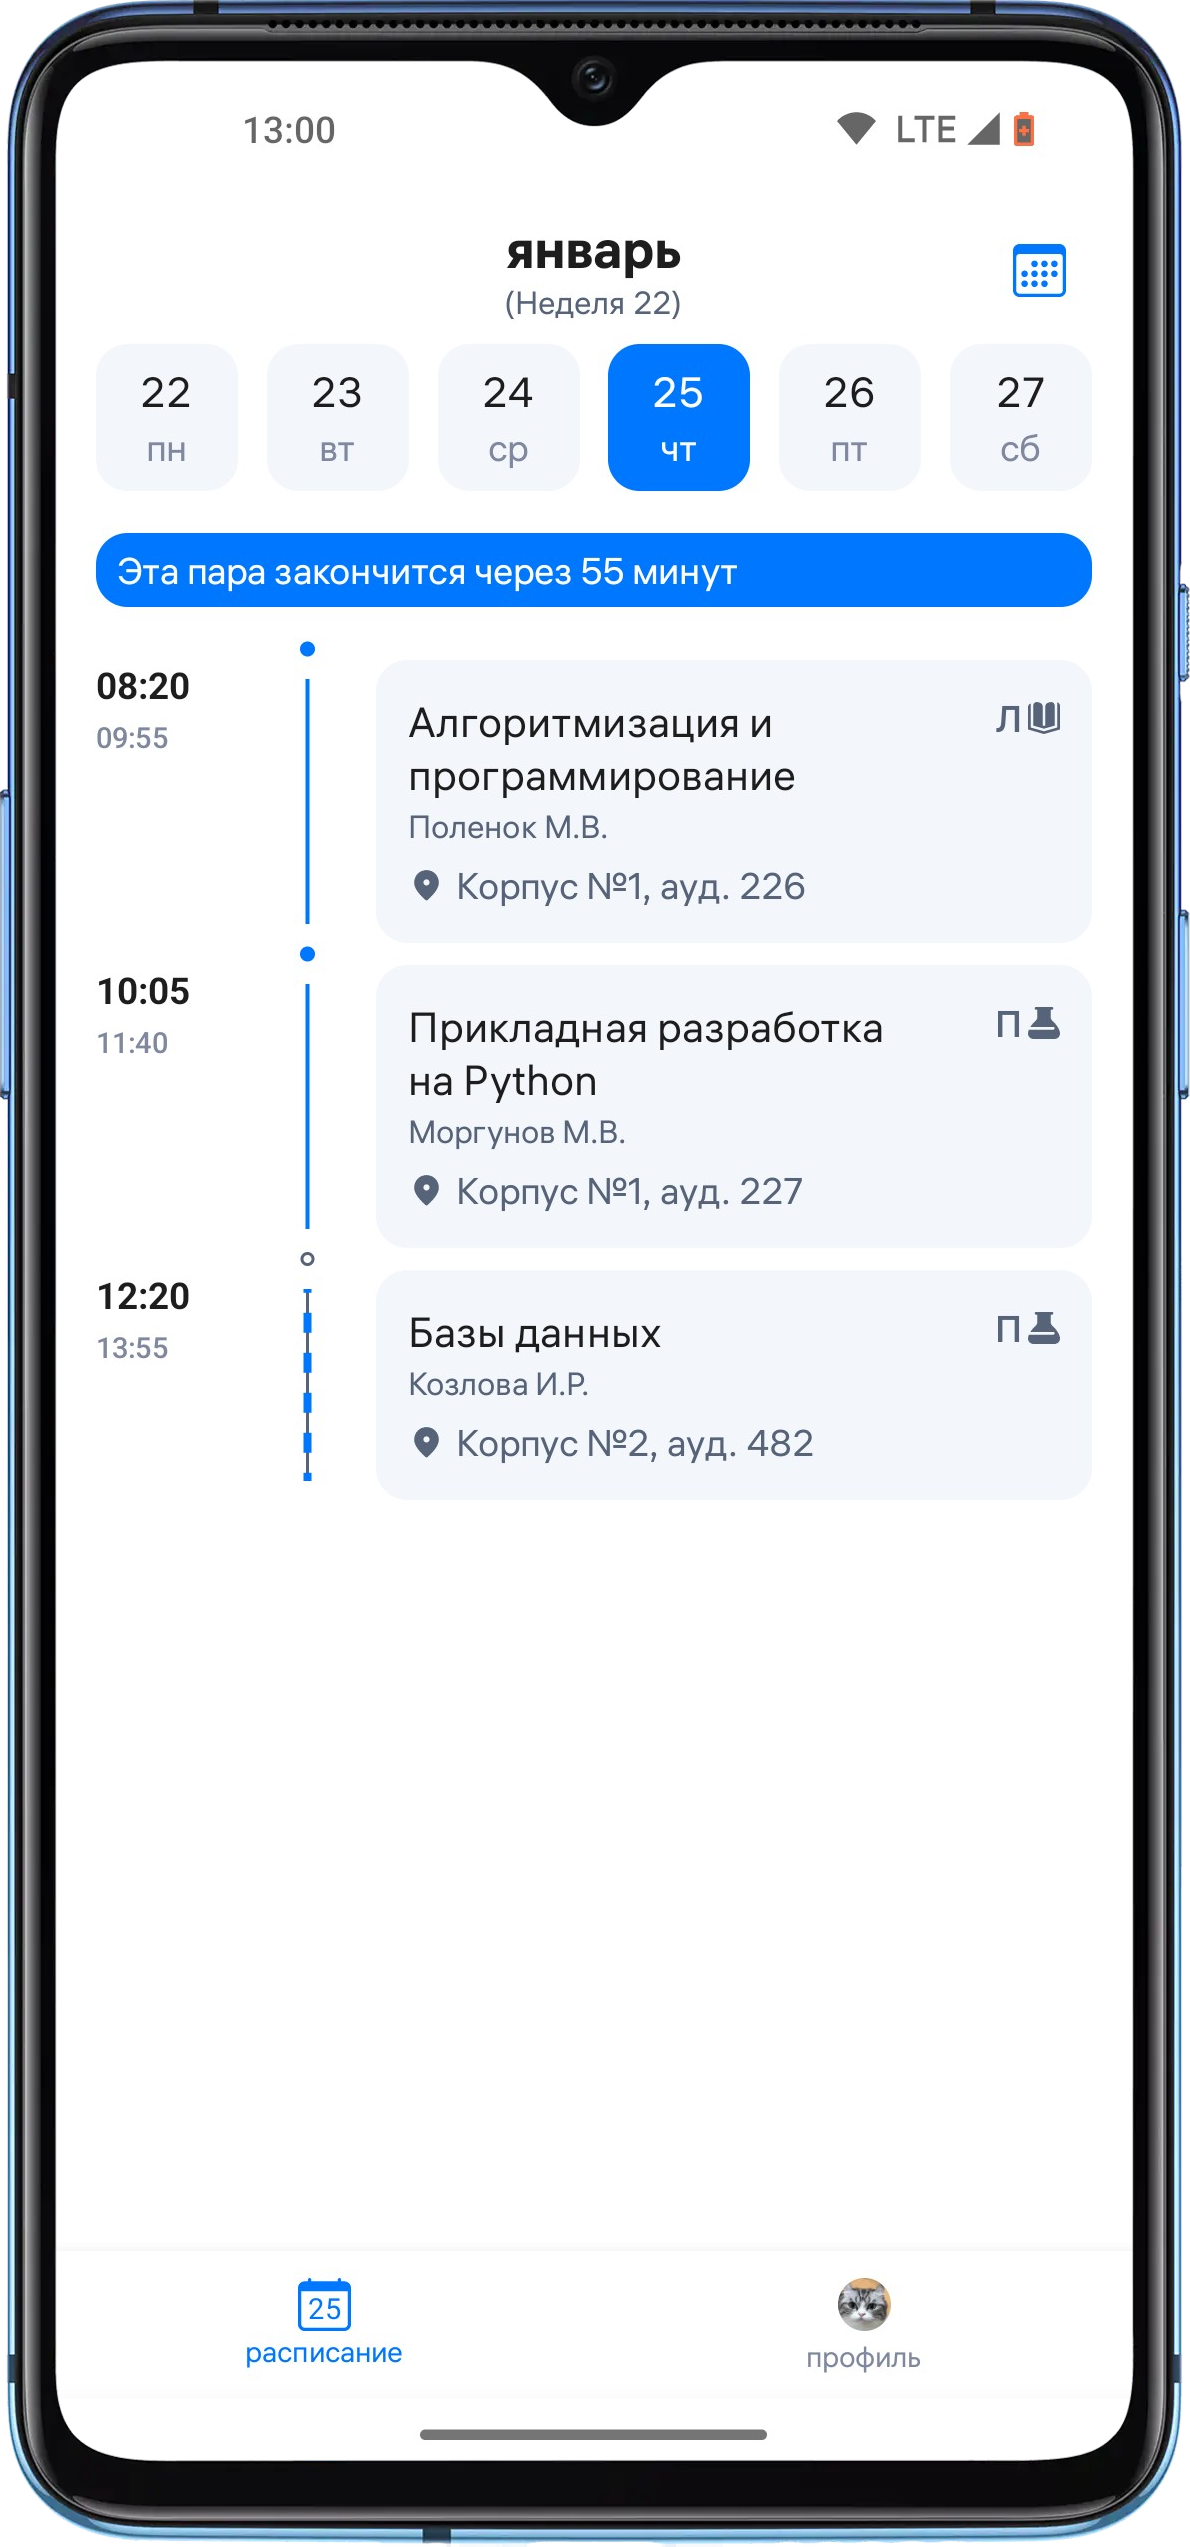 13:00 LTE
январь
(Неделя 22)
22 23 24 25 26 27
пн вт ср чт пт сб
Эта пара закончится через 55 минут
08:20
09:55
Алгоритмизация и
программирование
Л
Поленок М.В.
Корпус №1, ауд. 226
10:05
11:40
Прикладная разработка
на Python
П
Моргунов М.В.
Корпус №1, ауд. 227
12:20
13:55
Базы данных
П
Козлова И.Р.
Корпус №2, ауд. 482
25
расписание
профиль